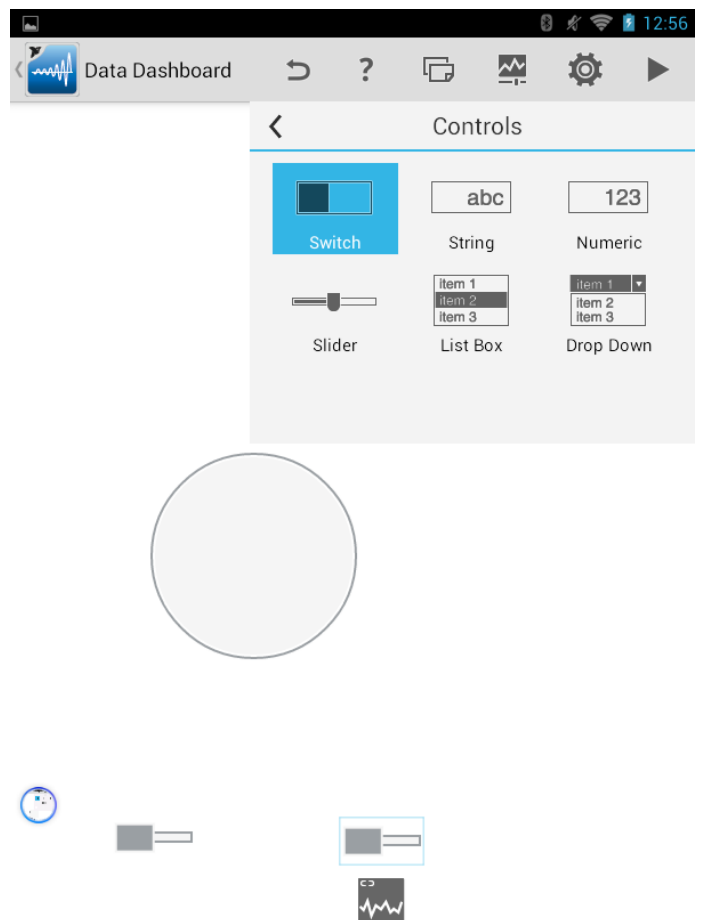 12:56
Data Dashboard
?
Controls
abc
123
Switch
String
Numeric
item 1
item 2
item 3
item 1
item 2
item 3
Slider
List Box
Drop Down